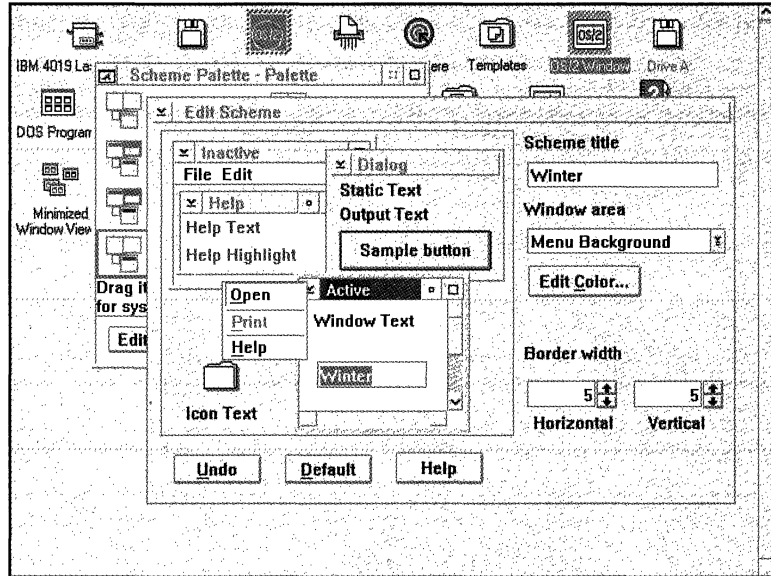 IBM 4019 La
ere
Templates
OS/2
OS/2 Window
Drive A
Scheme Palette - Palette
DOS Program
Edit Scheme
Minimized
Window View
Drag it
for sys
Edit
Inactive
File Edit
Help
Help Text
Help Highlight
Dialog
Static Text
Output Text
Sample button
Open
Print
Help
Active
Window Text
Winter
Icon Text
Scheme title
Winter
Window area
Menu Background
Edit Color...
Border width
5
5
Horizontal
Vertical
Undo
Default
Help